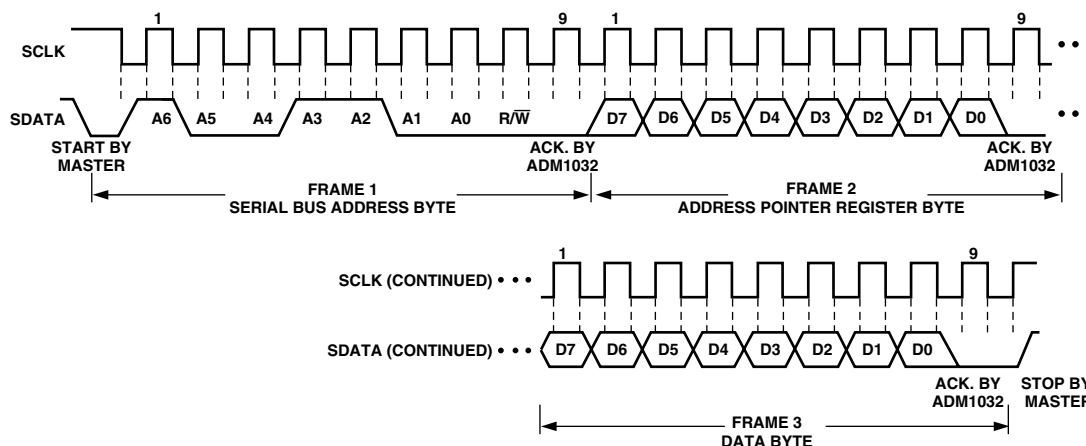 1 9 1 9
SCLK
SDATA A6 A5 A4 A3 A2 A1 A0 R/W̅ D7 D6 D5 D4 D3 D2 D1 D0
START BY
MASTER
ACK. BY
ADM1032
ACK. BY
ADM1032
FRAME 1
SERIAL BUS ADDRESS BYTE
FRAME 2
ADDRESS POINTER REGISTER BYTE
1 9
SCLK (CONTINUED)
SDATA (CONTINUED) D7 D6 D5 D4 D3 D2 D1 D0
ACK. BY
ADM1032
STOP BY
MASTER
FRAME 3
DATA BYTE